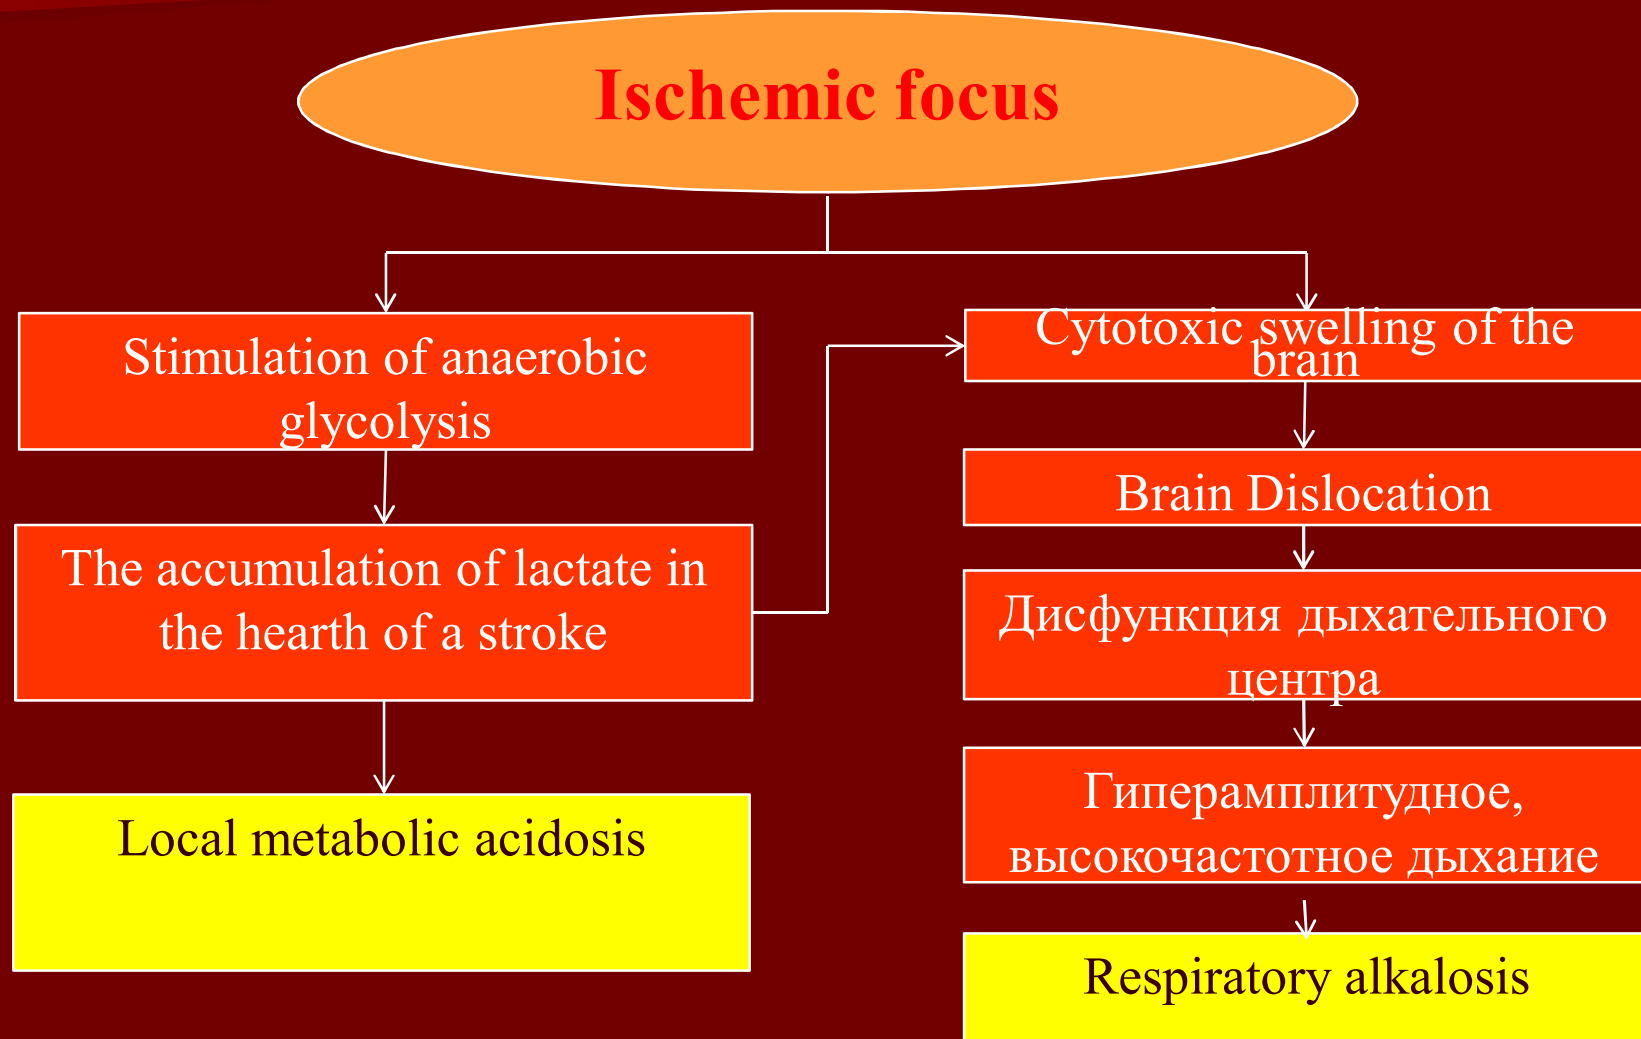 Ischemic focus
Stimulation of anaerobic
glycolysis
The accumulation of lactate in
the hearth of a stroke
Local metabolic acidosis
Cytotoxic swelling of the
brain
Brain Dislocation
Дисфункция дыхательного
центра
Гиперамплитудное,
высокочастотное дыхание
Respiratory alkalosis